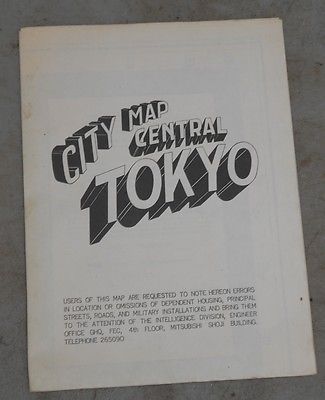 CITY MAP
CENTRAL
TOKYO
USERS OF THIS MAP ARE REQUESTED TO NOTE HEREON ERRORS
IN LOCATION OR OMISSIONS OF DEPENDENT HOUSING, PRINCIPAL
STREETS, ROADS, AND MILITARY INSTALLATIONS AND BRING THEM
TO THE ATTENTION OF THE INTELLIGENCE DIVISION, ENGINEER
OFFICE GHQ, FEC, 4th FLOOR, MITSUBISHI SHOJI BUILDING.
TELEPHONE 265090